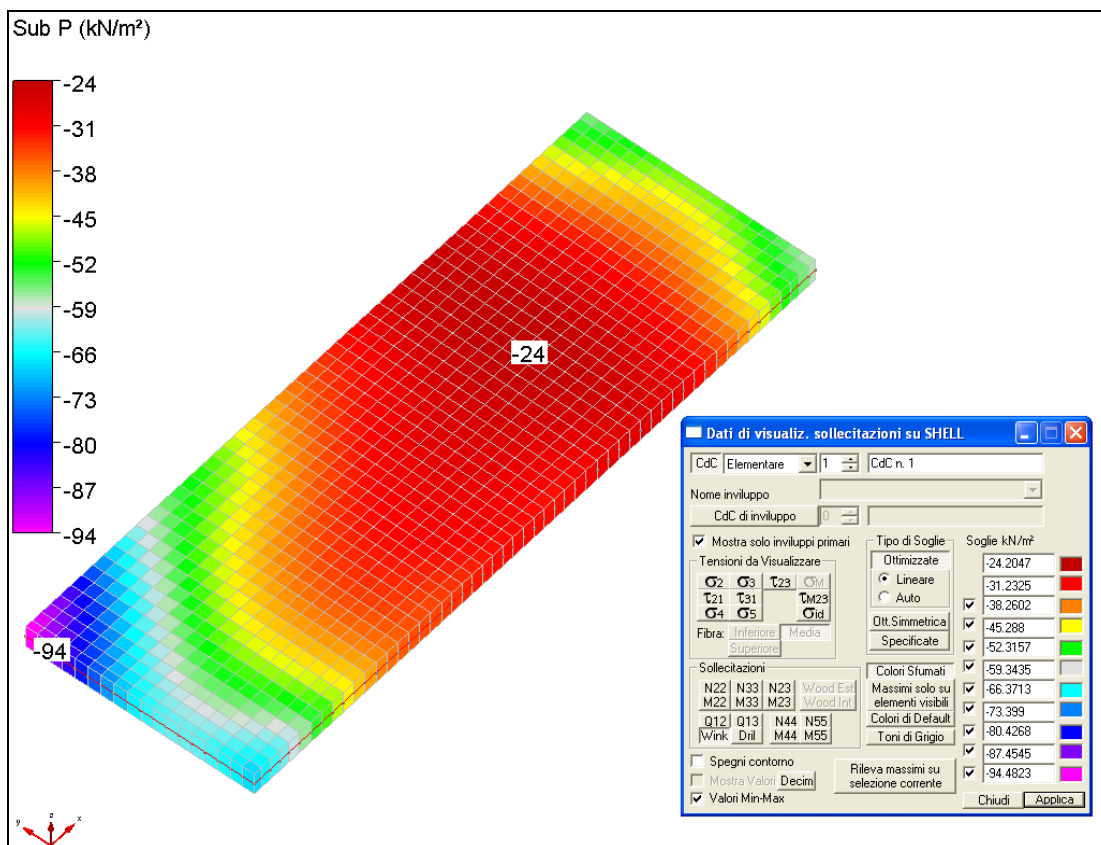 Sub P (kN/m²)
-24
-31
-38
-45
-52
-59
-66
-73
-80
-87
-94
-24
-94
y z x
Dati di visualiz. sollecitazioni su SHELL
CdC Elementare 1 CdC n. 1
Nome inviluppo
CdC di inviluppo 0
Mostra solo inviluppi primari
Tensioni da Visualizzare
σ2 σ3 τ23 σM
τ21 τ31 τM23
σ4 σ5 σid
Fibra: Inferiore Media
Superiore
Sollecitazioni
N22 N33 N23 Wood Est
M22 M33 M23 Wood Int
Q12 Q13 N44 N55
Wink Dril M44 M55
Spegni contorno
Mostra Valori Decim
Valori Min-Max
Tipo di Soglie
Ottimizzate
Lineare
Auto
Ott.Simmetrica
Specificate
Colori Sfumati
Massimi solo su
elementi visibili
Colori di Default
Toni di Grigio
Rileva massimi su
selezione corrente
Soglie kN/m²
-24.2047
-31.2325
-38.2602
-45.288
-52.3157
-59.3435
-66.3713
-73.399
-80.4268
-87.4545
-94.4823
Chiudi Applica